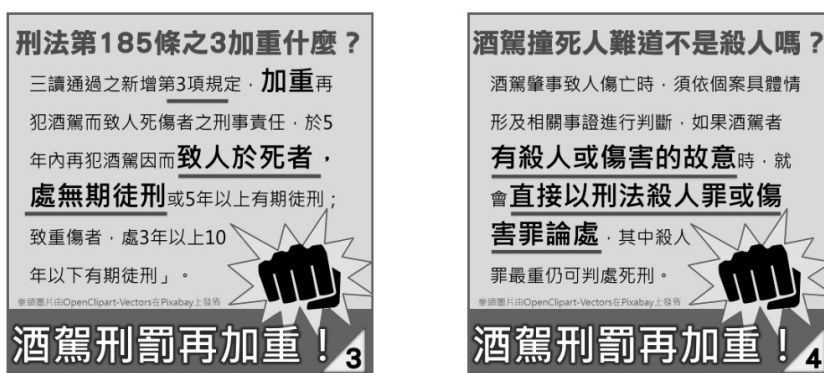 刑法第185條之3加重什麼？
三讀通過之新增第3項規定，加重再
犯酒駕而致人死傷者之刑事責任，於5
年內再犯酒駕因而致人於死者，
處無期徒刑或5年以上有期徒刑；
致重傷者，處3年以上10
年以下有期徒刑」。
拳頭圖片由OpenClipart-Vectors在Pixabay上發佈
酒駕刑罰再加重！
3
酒駕撞死人難道不是殺人嗎？
酒駕肇事致人傷亡時，須依個案具體情
形及相關事證進行判斷，如果酒駕者
有殺人或傷害的故意時，就
會直接以刑法殺人罪或傷
害罪論處，其中殺人
罪最重仍可判處死刑。
拳頭圖片由OpenClipart-Vectors在Pixabay上發佈
酒駕刑罰再加重！
4